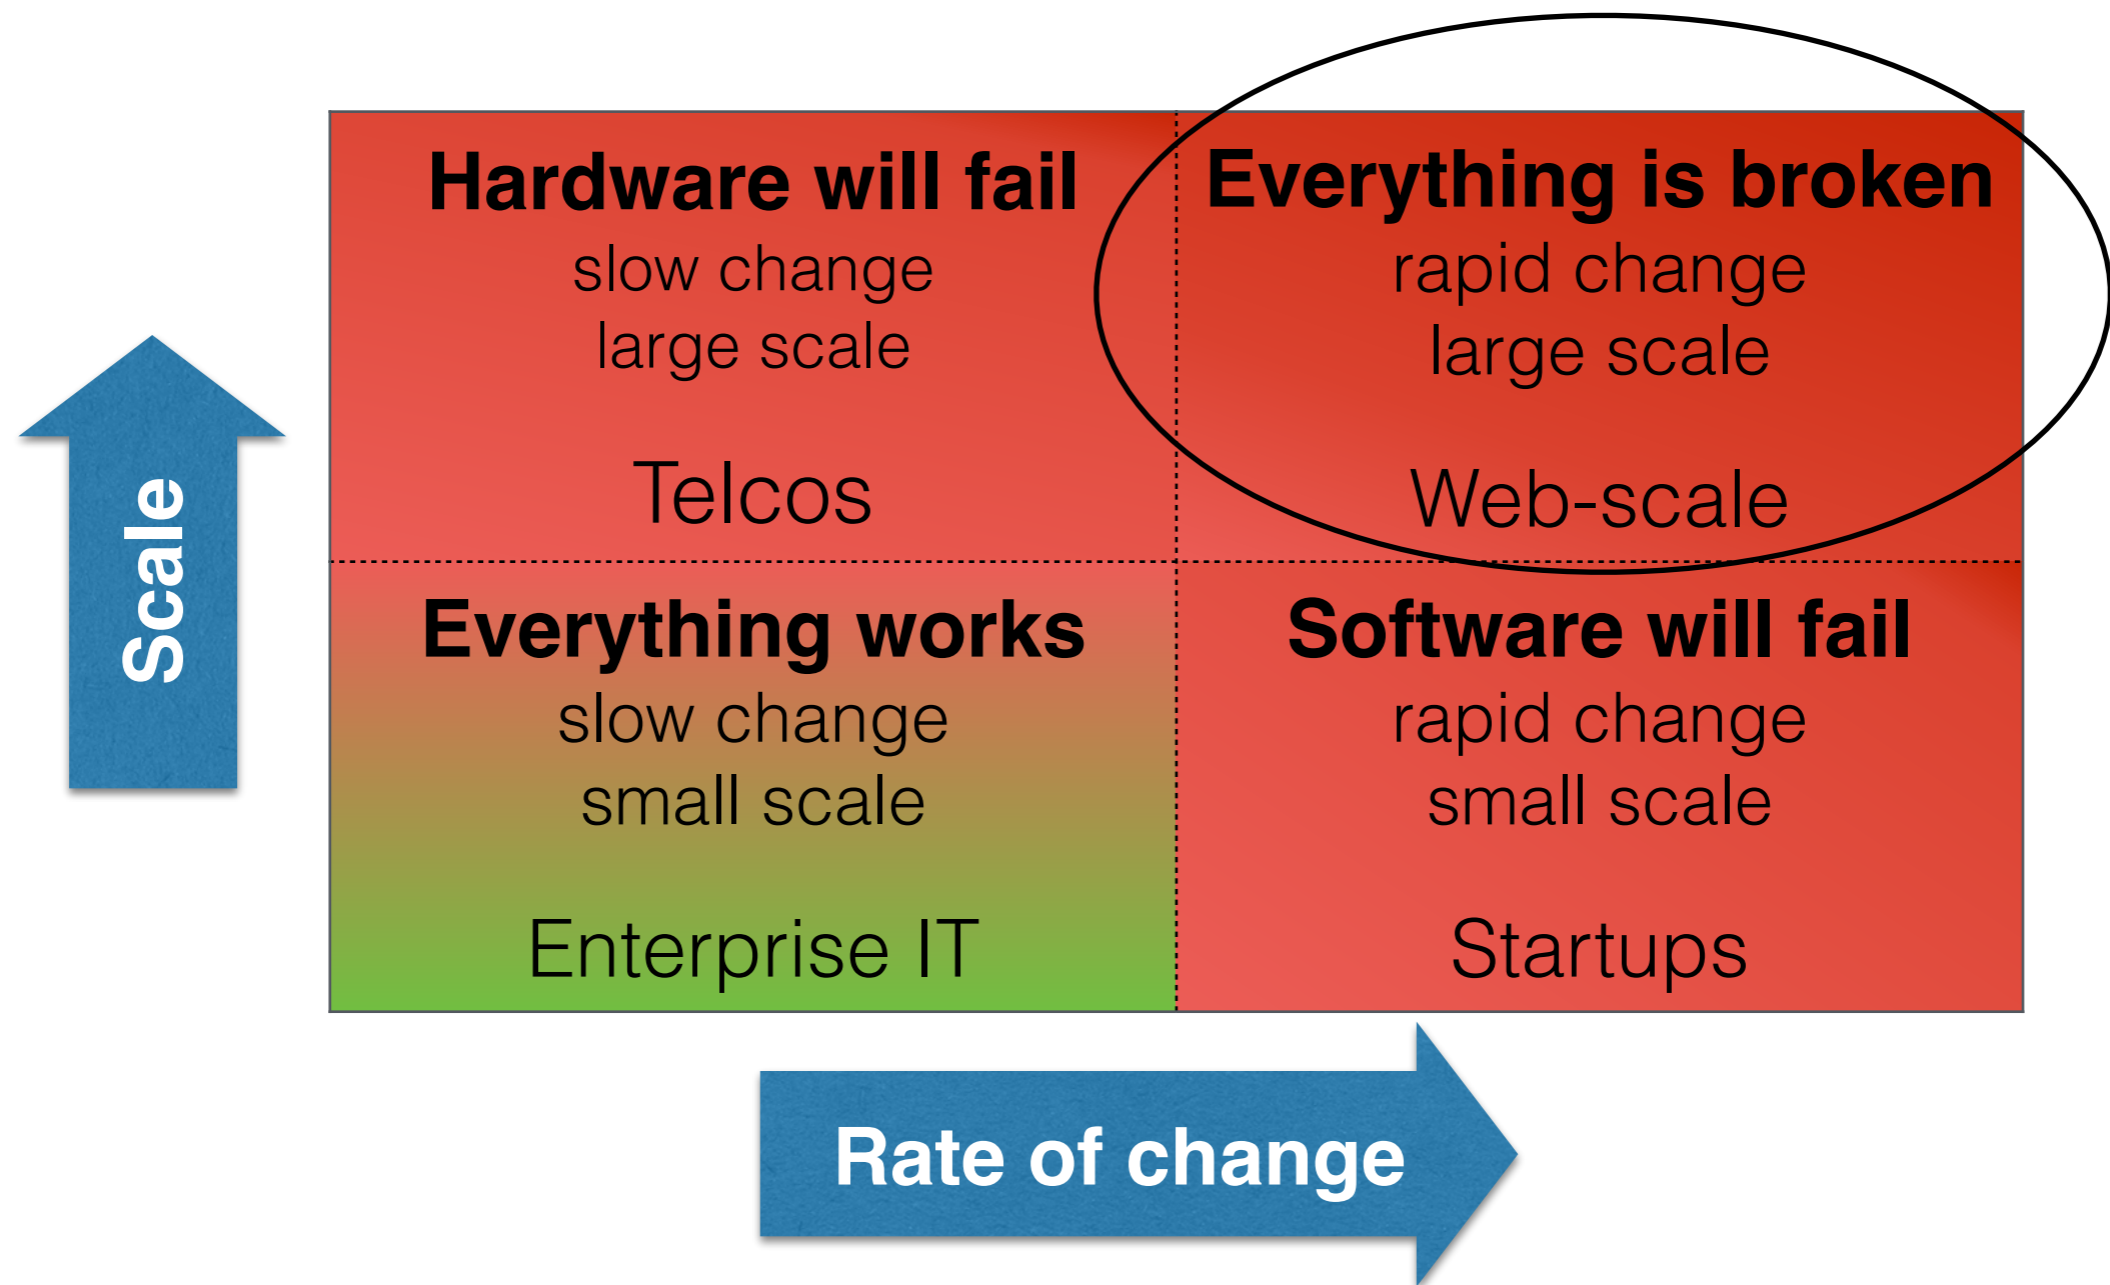 Scale
Hardware will fail
slow change
large scale
Telcos
Everything is broken
rapid change
large scale
Web-scale
Everything works
slow change
small scale
Enterprise IT
Software will fail
rapid change
small scale
Startups
Rate of change